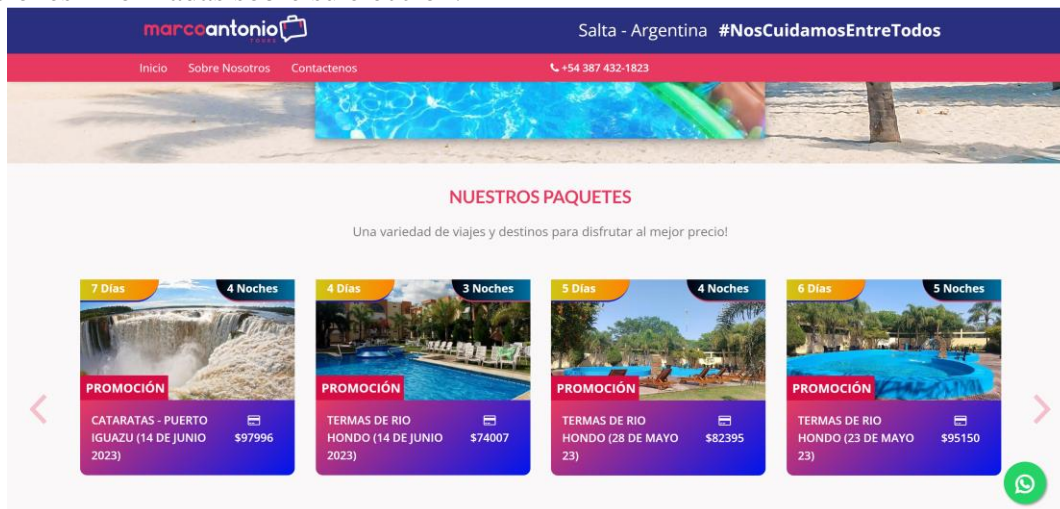 marcoantonio
TOURS
Salta - Argentina #NosCuidamosEntreTodos
Inicio Sobre Nosotros Contactenos
+54 387 432-1823
NUESTROS PAQUETES
Una variedad de viajes y destinos para disfrutar al mejor precio!
7 Días
4 Noches
PROMOCIÓN
CATARATAS - PUERTO
IGUAZU (14 DE JUNIO
2023)
$97996
4 Días
3 Noches
PROMOCIÓN
TERMAS DE RIO
HONDO (14 DE JUNIO
2023)
$74007
5 Días
4 Noches
PROMOCIÓN
TERMAS DE RIO
HONDO (28 DE MAYO
23)
$82395
6 Días
5 Noches
PROMOCIÓN
TERMAS DE RIO
HONDO (23 DE MAYO
23)
$95150